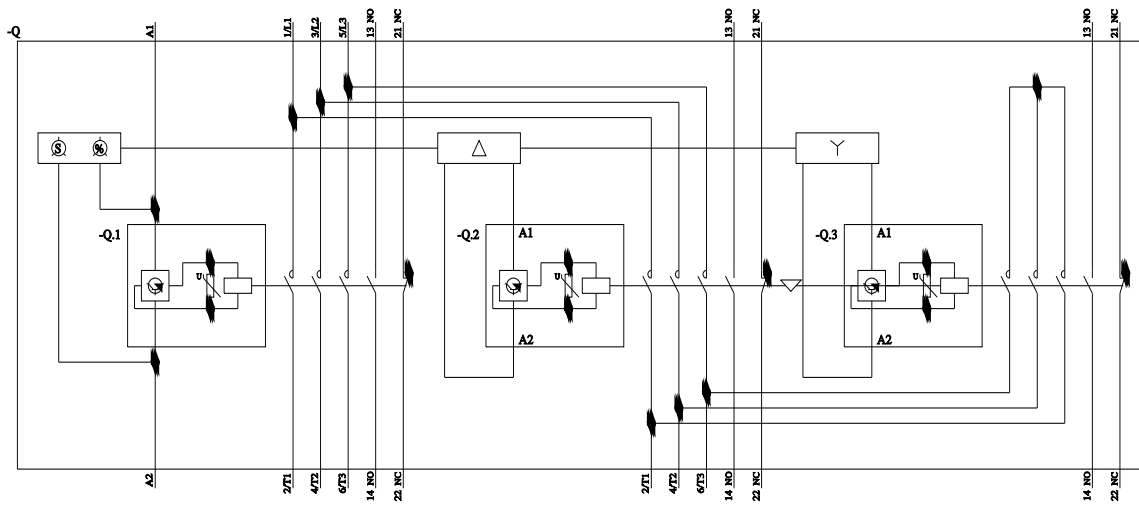 -Q
A1
1/L1
3/L2
5/L3
13 NO
21 NC
13 NO
21 NC
13 NO
21 NC
S
%
-Q.1
U
-Q.2
A1
U
A2
-Q.3
A1
U
A2
A2
2/T1
4/T2
6/T3
14 NO
22 NC
2/T1
4/T2
6/T3
14 NO
22 NC
14 NO
22 NC